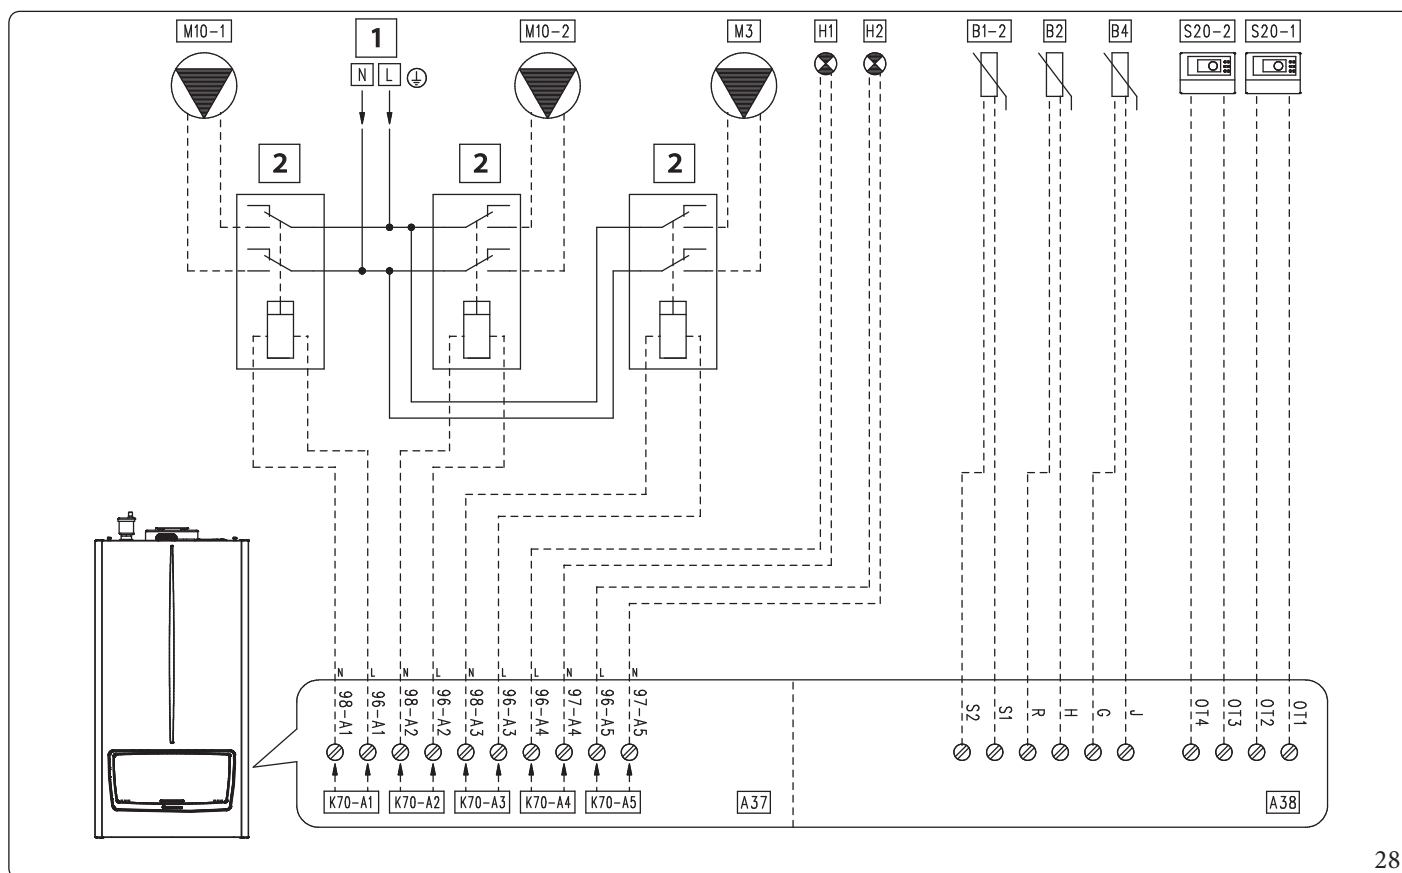 M10-1
1
M10-2
M3
H1
H2
B1-2
B2
B4
S20-2
S20-1
N
L
2
2
2
N
L
N
L
N
L
L
N
L
N
98-A1
96-A1
98-A2
96-A2
98-A3
96-A3
96-A4
97-A4
96-A5
97-A5
S2
S1
R
H
G
J
OT4
OT3
OT2
OT1
K70-A1
K70-A2
K70-A3
K70-A4
K70-A5
A37
A38
28